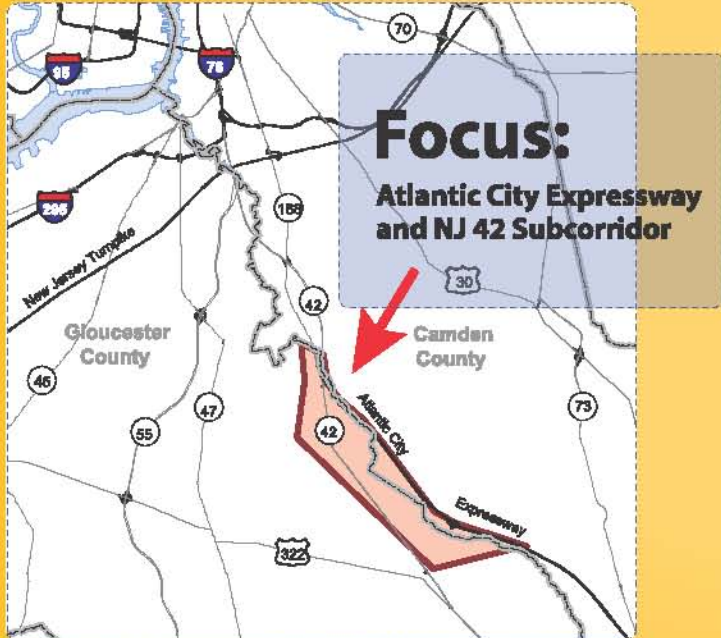 70
95
76
Focus:
Atlantic City Expressway
and NJ 42 Subcorridor
295
168
New Jersey Turnpike
30
42
Gloucester
County
Camden
County
45
47
73
55
42
Atlantic City
Expressway
322